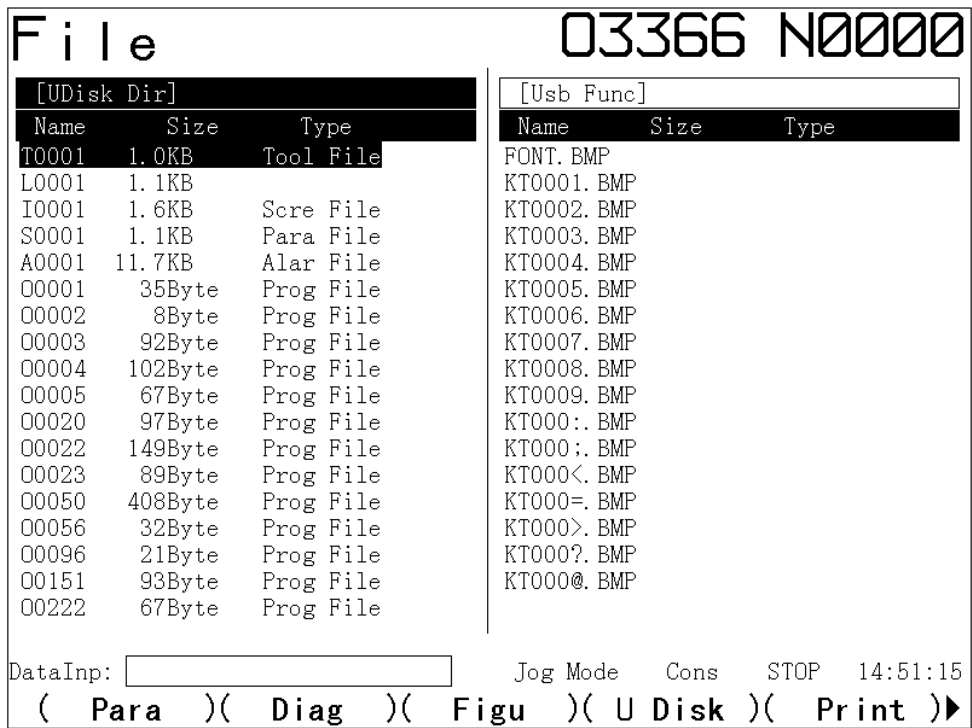 File
O3366 N0000
[UDisk Dir]
Name Size Type
T0001 1.0KB Tool File
L0001 1.1KB
I0001 1.6KB Scre File
S0001 1.1KB Para File
A0001 11.7KB Alar File
O0001 35Byte Prog File
O0002 8Byte Prog File
O0003 92Byte Prog File
O0004 102Byte Prog File
O0005 67Byte Prog File
O0020 97Byte Prog File
O0022 149Byte Prog File
O0023 89Byte Prog File
O0050 408Byte Prog File
O0056 32Byte Prog File
O0096 21Byte Prog File
O0151 93Byte Prog File
O0222 67Byte Prog File
[Usb Func]
Name Size Type
FONT.BMP
KT0001.BMP
KT0002.BMP
KT0003.BMP
KT0004.BMP
KT0005.BMP
KT0006.BMP
KT0007.BMP
KT0008.BMP
KT0009.BMP
KT000:.BMP
KT000;.BMP
KT000<.BMP
KT000=.BMP
KT000>.BMP
KT000?.BMP
KT000@.BMP
DataInp:
Jog Mode Cons STOP 14:51:15
( Para )( Diag )( Figu )( U Disk )( Print )